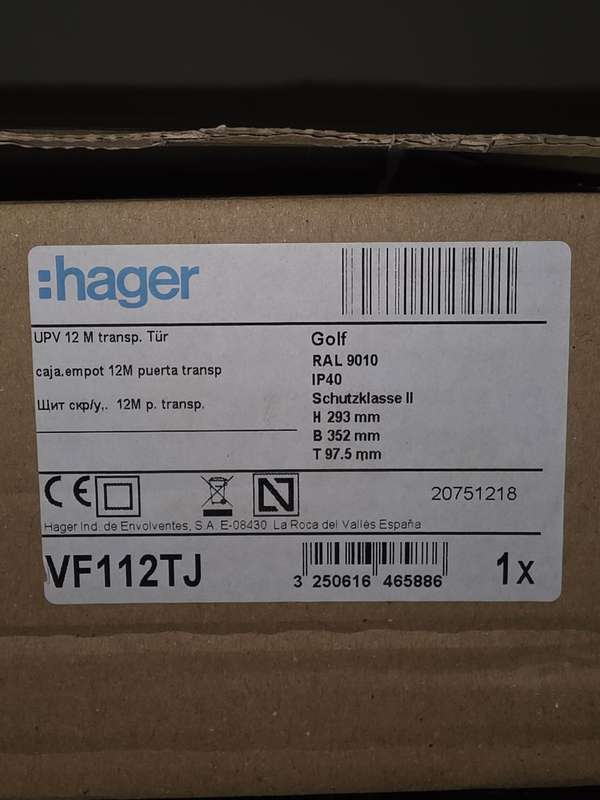 :hager
UPV 12 M transp. Tür
caja.empot 12M puerta transp
Щит скр/у,. 12М р. transp.
Golf
RAL 9010
IP40
Schutzklasse II
H 293 mm
B 352 mm
T 97.5 mm
CE
N
20751218
Hager Ind. de Envolventes, S.A. E-08430 La Roca del Vallès España
VF112TJ
3 250616 465886
1x